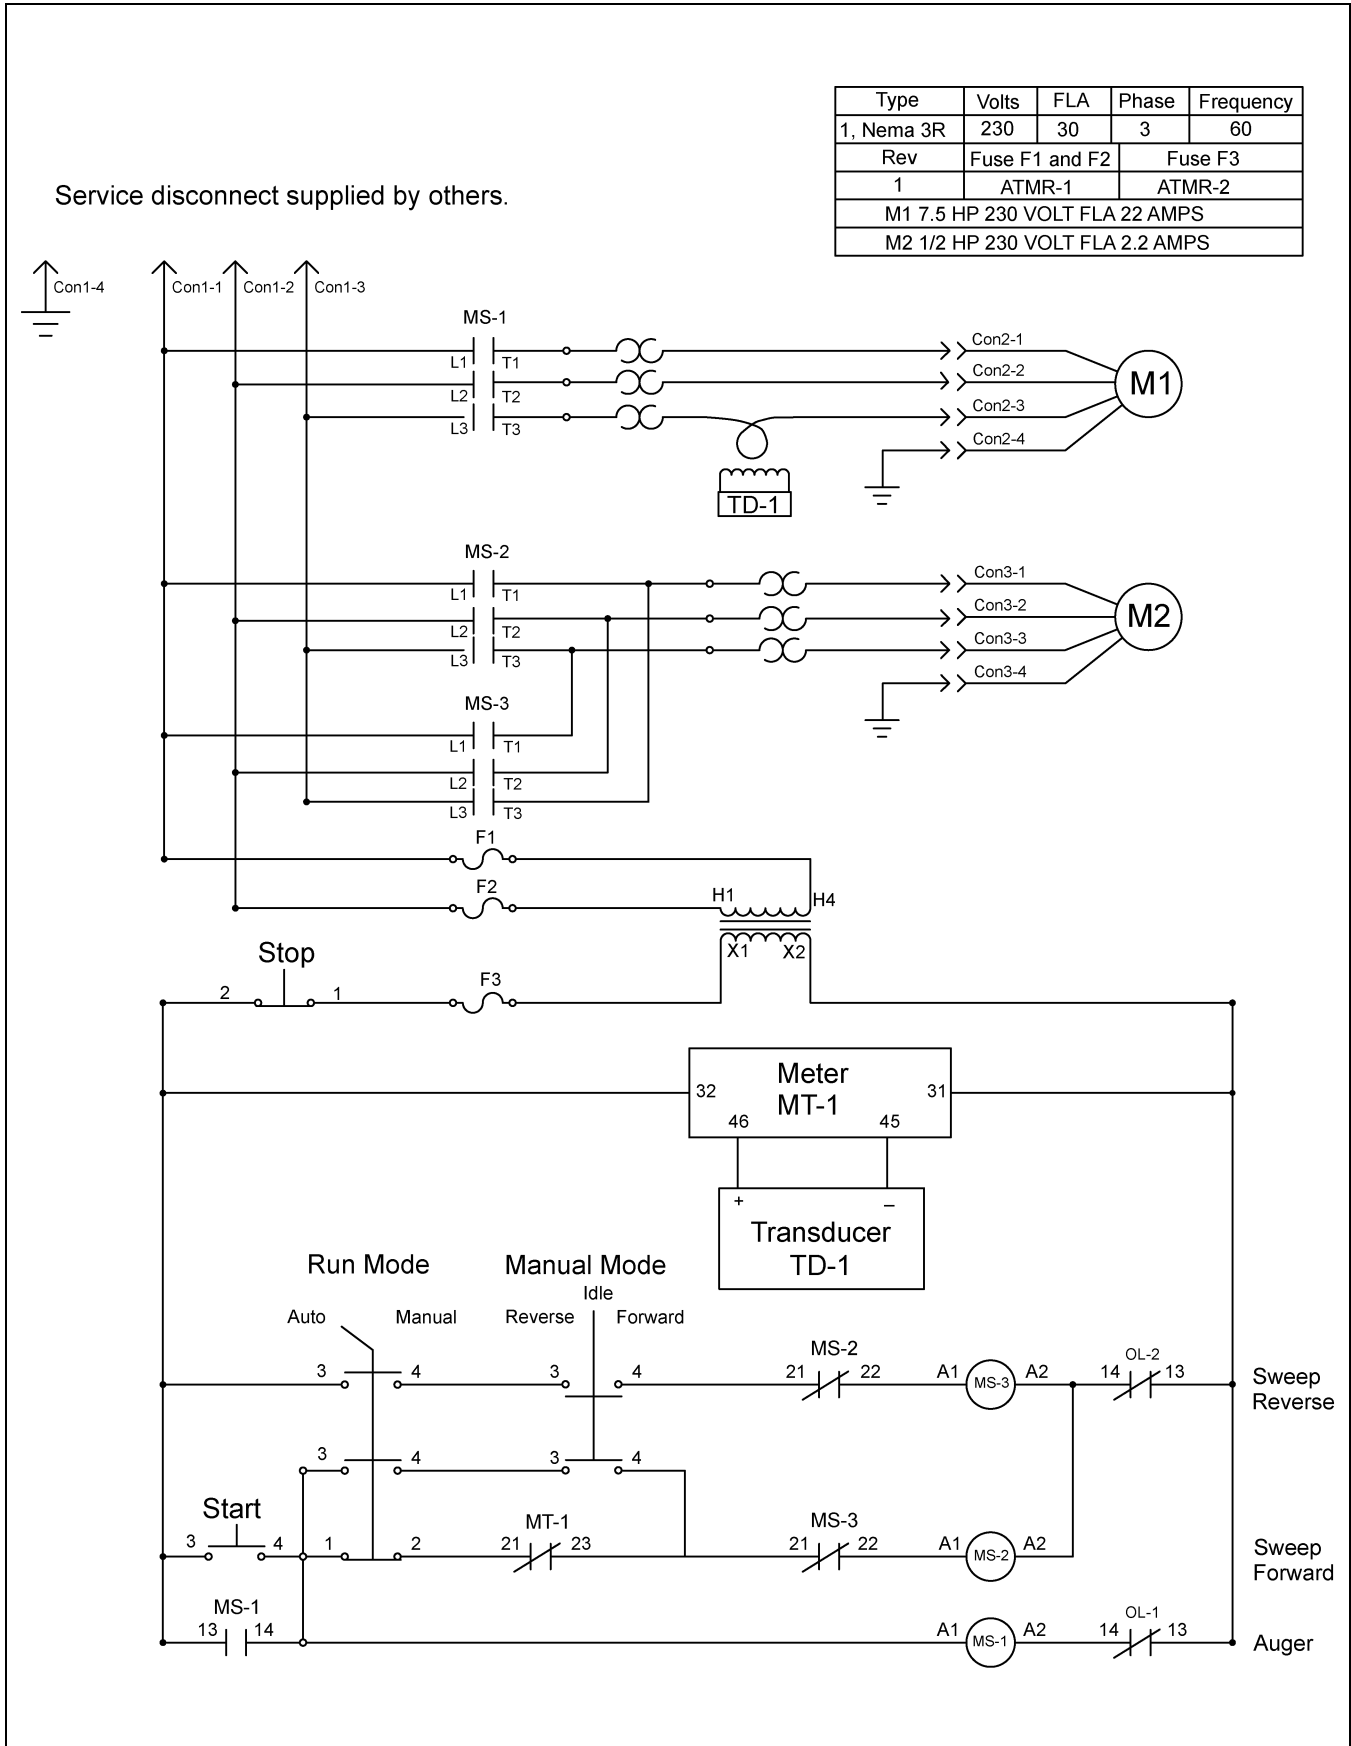 Type Volts FLA Phase Frequency
1, Nema 3R 230 30 3 60
Rev Fuse F1 and F2 Fuse F3
1 ATMR-1 ATMR-2
M1 7.5 HP 230 VOLT FLA 22 AMPS
M2 1/2 HP 230 VOLT FLA 2.2 AMPS
Service disconnect supplied by others.
Con1-4 Con1-1 Con1-2 Con1-3
MS-1
L1 T1 Con2-1
L2 T2 Con2-2
L3 T3 Con2-3
Con2-4
M1
TD-1
MS-2
L1 T1 Con3-1
L2 T2 Con3-2
L3 T3 Con3-3
Con3-4
M2
MS-3
L1 T1
L2 T2
L3 T3
F1
F2
H1 H4
X1 X2
Stop
2 1 F3
Meter
MT-1
32 31
46 45
+ –
Transducer
TD-1
Run Mode Manual Mode
Idle
Auto Manual Reverse Forward
3 4 3 4 MS-2 21 22 A1 MS-3 A2 14 OL-2 13
Sweep
Reverse
3 4 3 4
Start
3 4 1 2 MT-1 21 23 MS-3 21 22 A1 MS-2 A2
Sweep
Forward
MS-1
13 14 A1 MS-1 A2 14 OL-1 13 Auger